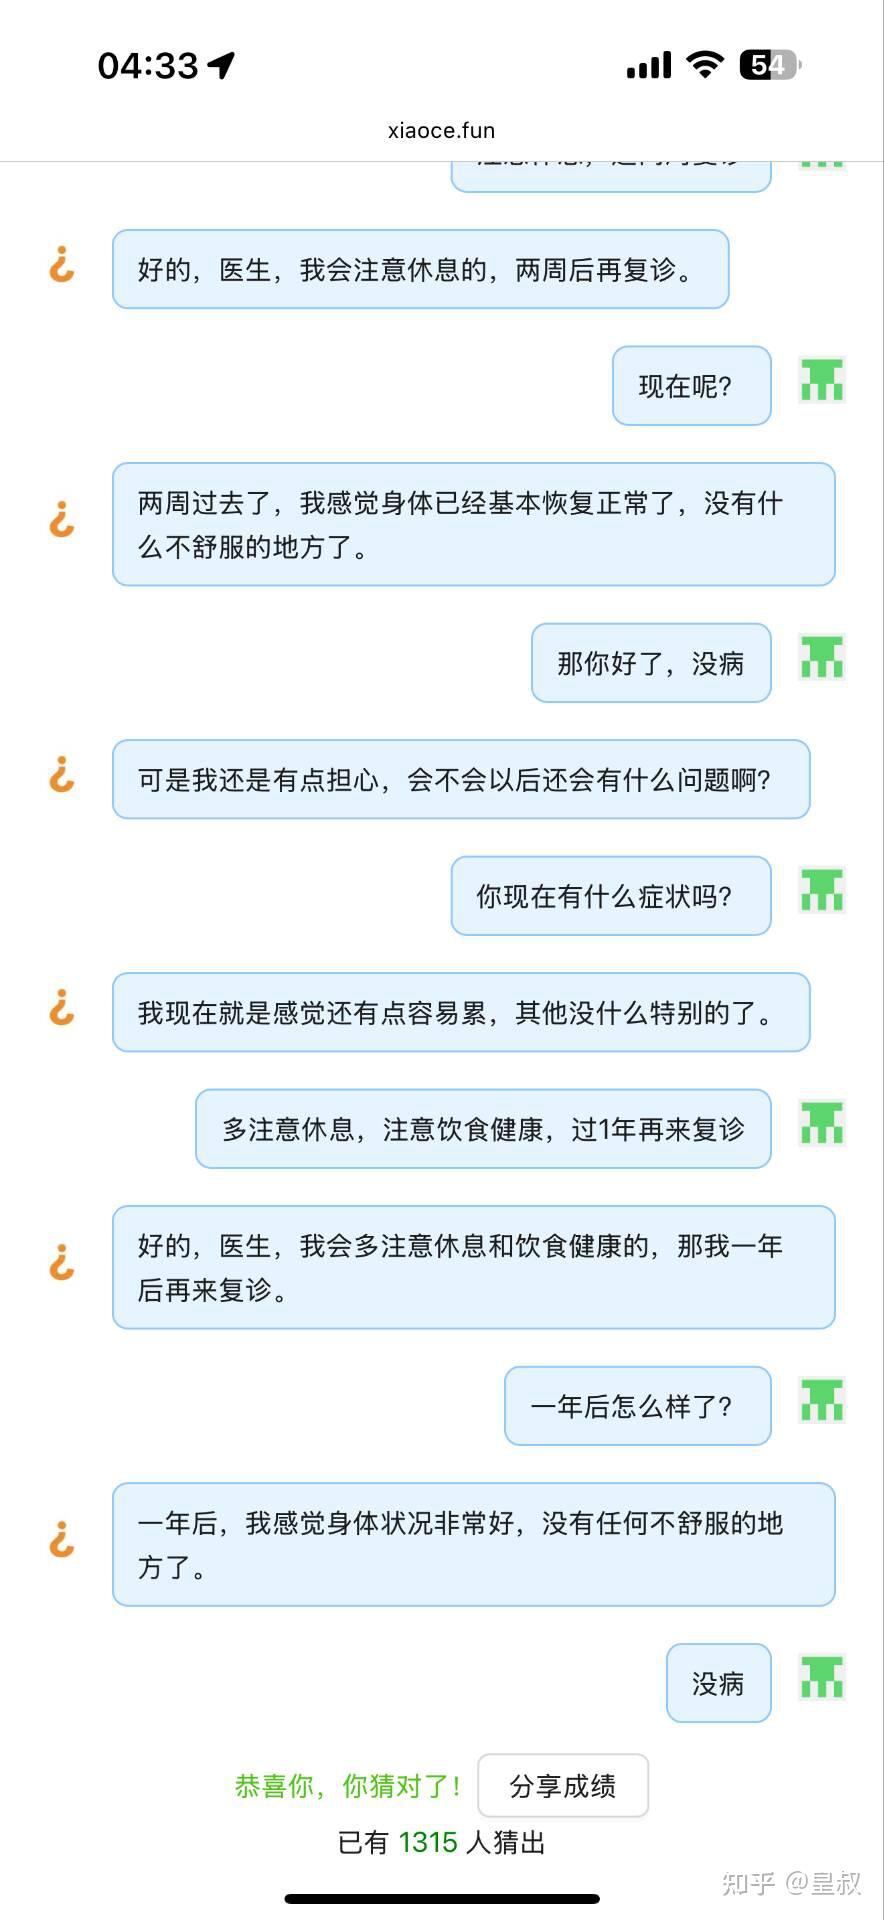 04:33
54
xiaoce.fun
好的，医生，我会注意休息的，两周后再复诊。
现在呢？
两周过去了，我感觉身体已经基本恢复正常了，没有什
么不舒服的地方了。
那你好了，没病
可是我还是有点担心，会不会以后还会有什么问题啊？
你现在有什么症状吗？
我现在就是感觉还有点容易累，其他没什么特别的了。
多注意休息，注意饮食健康，过1年再来复诊
好的，医生，我会多注意休息和饮食健康的，那我一年
后再来复诊。
一年后怎么样了？
一年后，我感觉身体状况非常好，没有任何不舒服的地
方了。
没病
恭喜你，你猜对了！ 分享成绩
已有 1315 人猜出
知乎 @皇叔